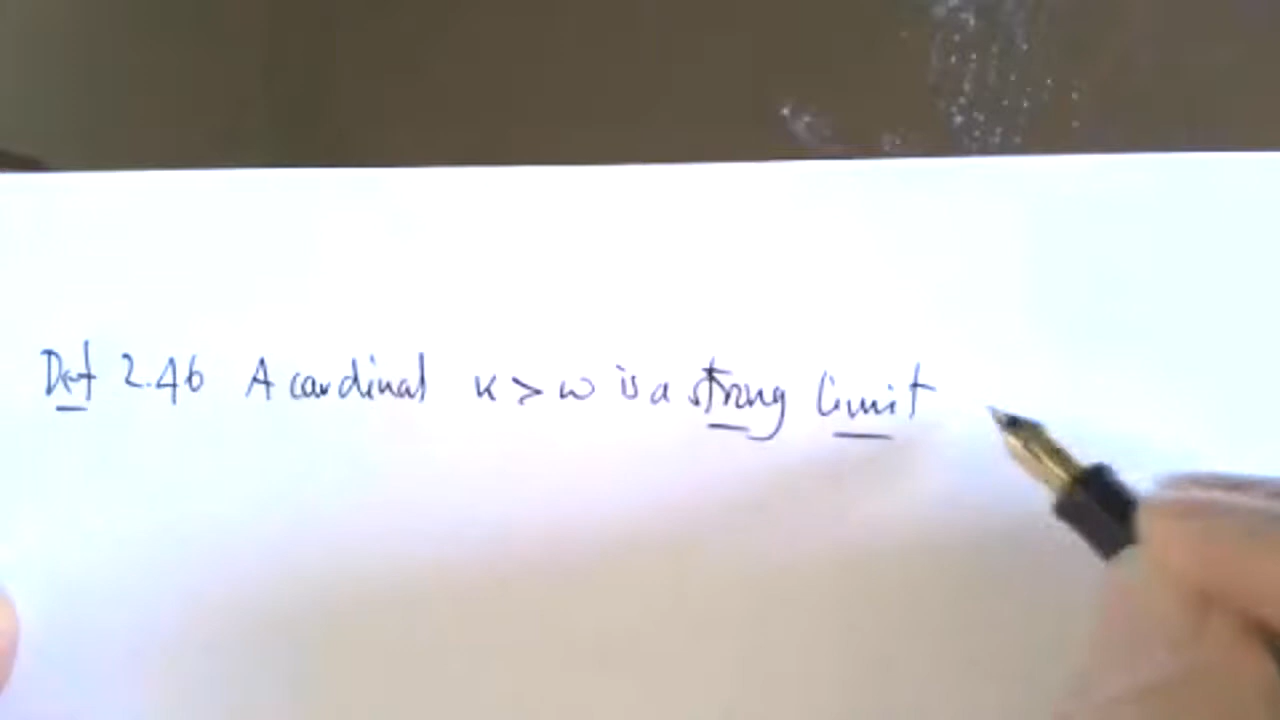 Def 2.46 A cardinal κ > ω is a strong limit